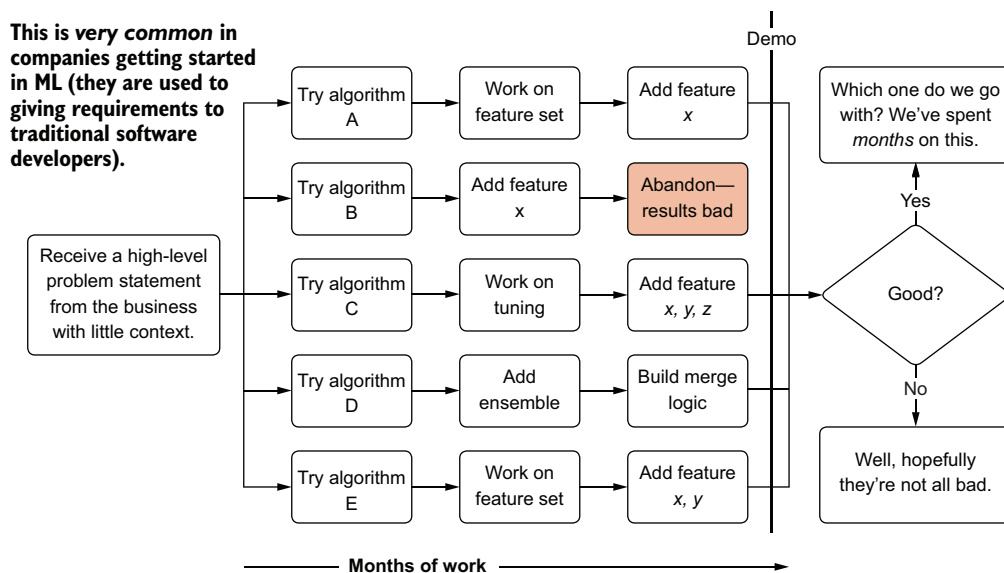 This is very common in
companies getting started
in ML (they are used to
giving requirements to
traditional software
developers).
Demo
Try algorithm
A
Work on
feature set
Add feature
x
Which one do we go
with? We've spent
months on this.
Try algorithm
B
Add feature
x
Abandon—
results bad
Yes
Receive a high-level
problem statement
from the business
with little context.
Try algorithm
C
Work on
tuning
Add feature
x, y, z
Good?
Try algorithm
D
Add
ensemble
Build merge
logic
No
Try algorithm
E
Work on
feature set
Add feature
x, y
Well, hopefully
they're not all bad.
Months of work